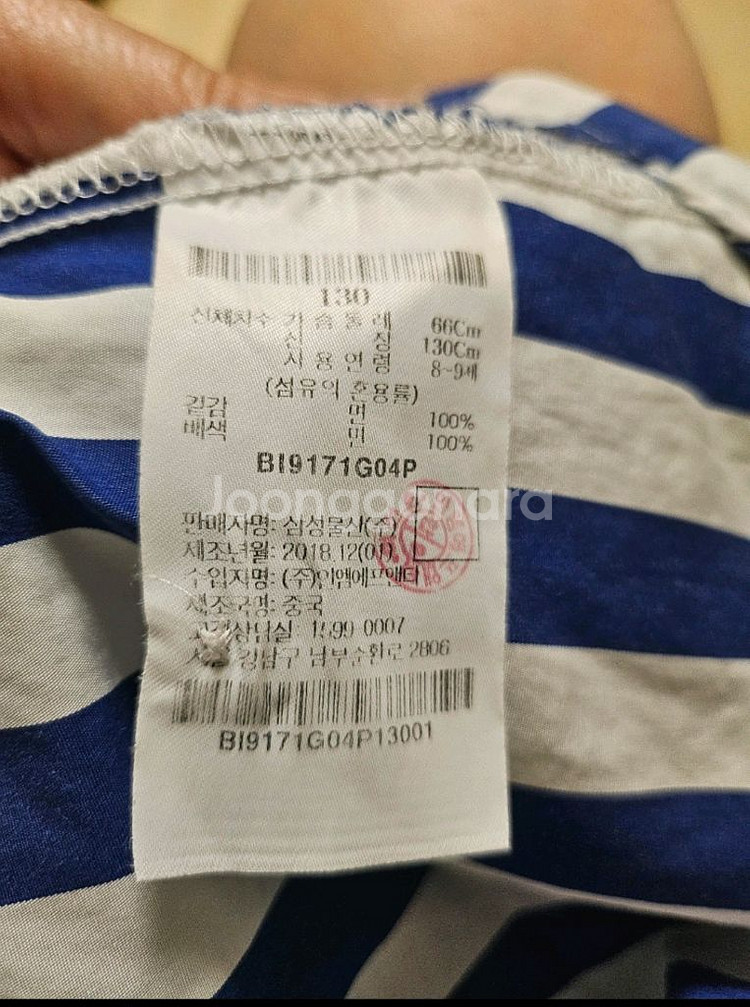 130
신체치수 가 슴 둘 레 66Cm
신 장 130Cm
사 용 연 령 8-9세
(섬유의 혼용률)
겉감 면 100%
배색 면 100%
BI9171G04P
Joonggonara
판매자명: 삼성물산(주)
제조년월: 2018.12(01)
수입자명: (주)인엠에프앤티
제조국명: 중국
고객상담실: 1599-0007
서울 강남구 남부순환로 2806
BI9171G04P13001